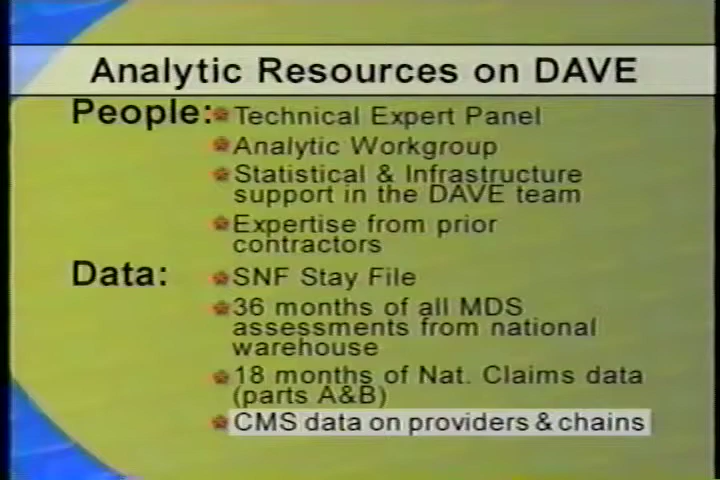 Analytic Resources on DAVE
People: Technical Expert Panel
Analytic Workgroup
Statistical & Infrastructure
support in the DAVE team
Expertise from prior
contractors
Data: SNF Stay File
36 months of all MDS
assessments from national
warehouse
18 months of Nat. Claims data
(parts A&B)
CMS data on providers & chains